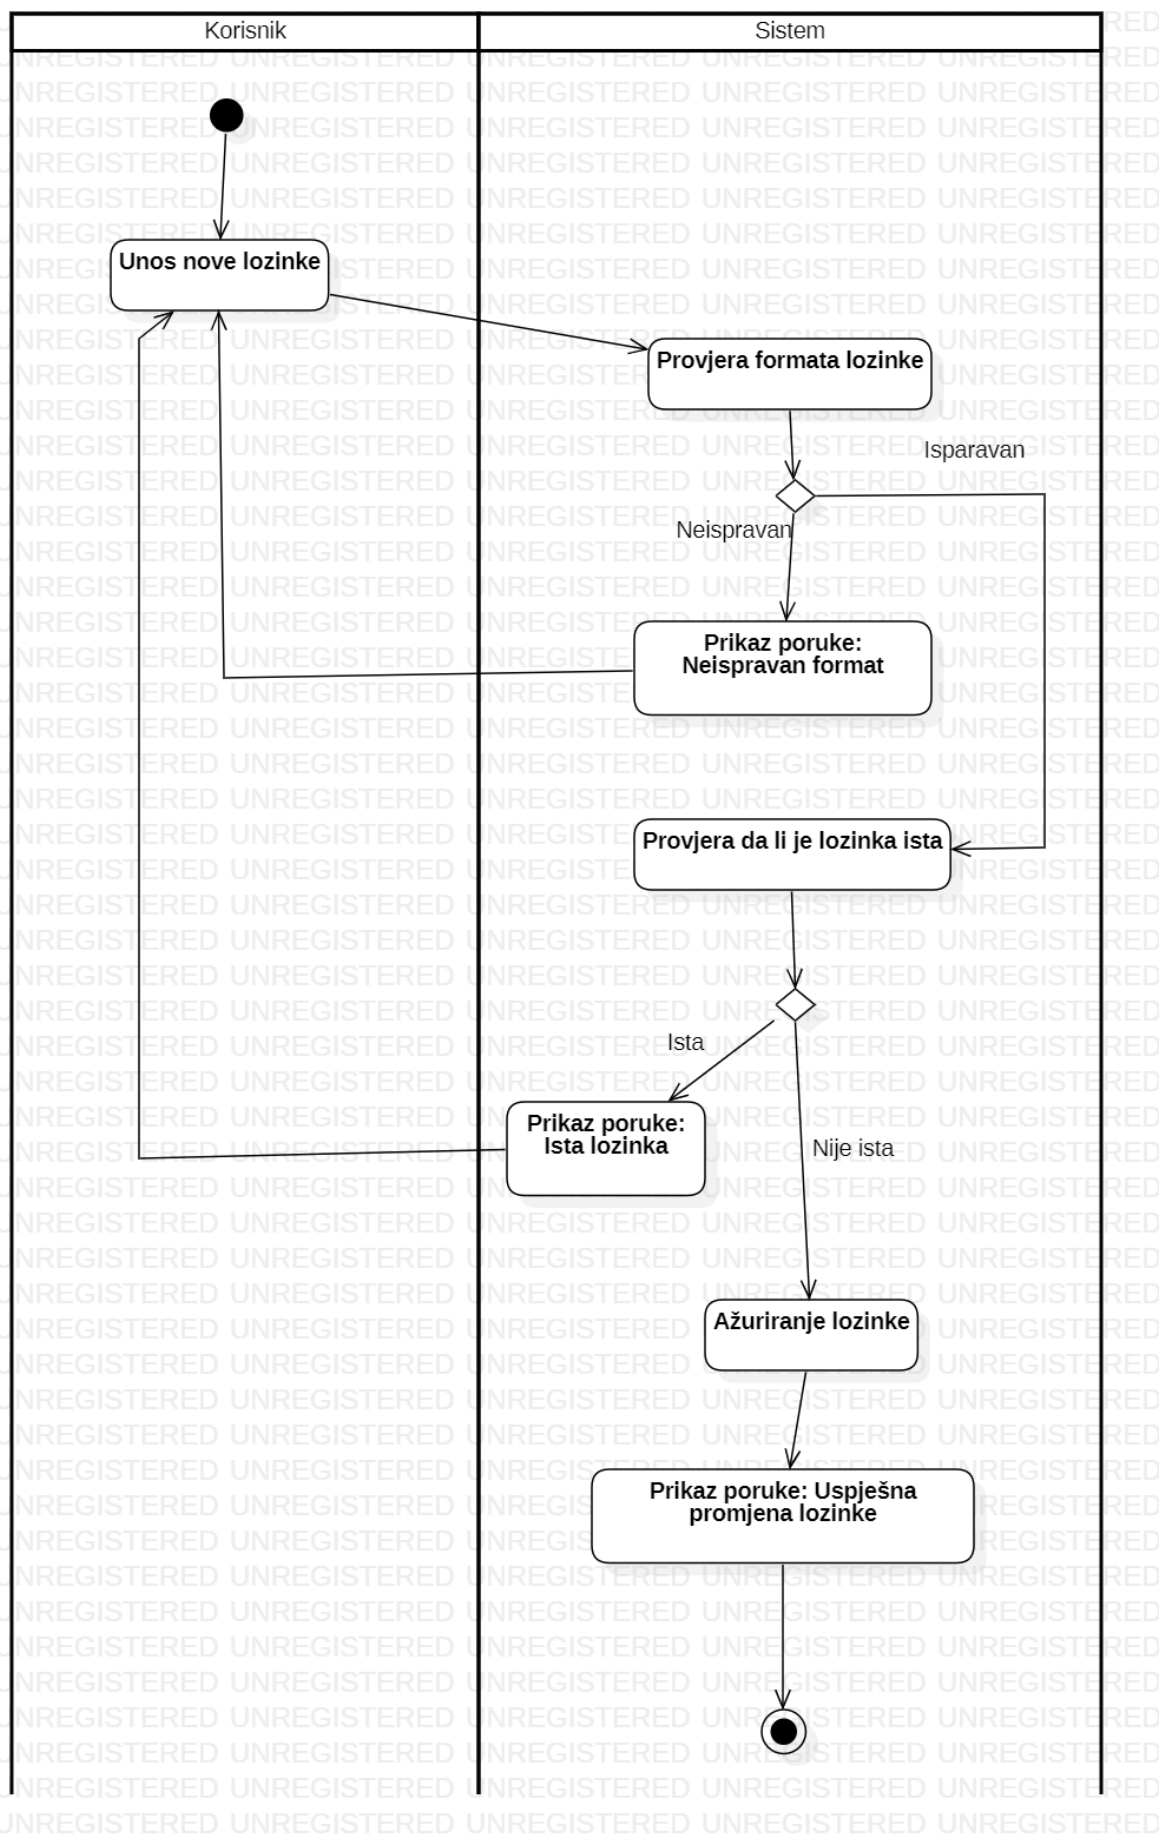 Korisnik
Sistem
Unos nove lozinke
Provjera formata lozinke
Isparavan
Neispravan
Prikaz poruke:
Neispravan format
Provjera da li je lozinka ista
Ista
Prikaz poruke:
Ista lozinka
Nije ista
Ažuriranje lozinke
Prikaz poruke: Uspješna
promjena lozinke
UNREGISTERED